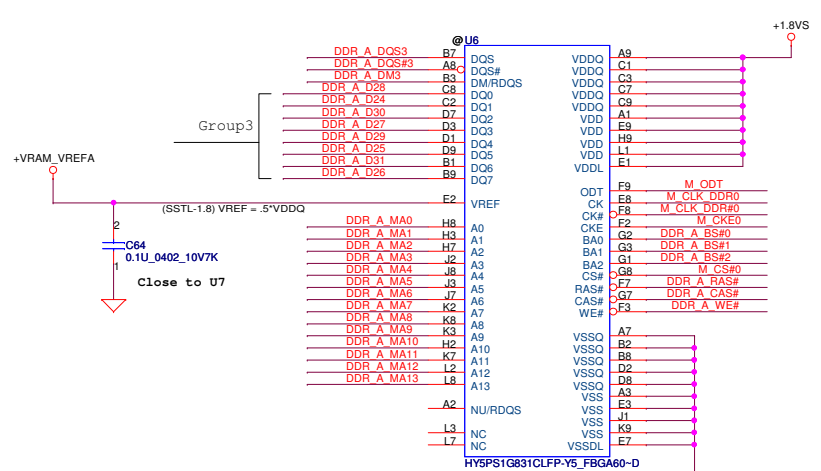 +1.8VS
@ U6
DDR_A_DQS3 B7 DQS VDDQ A9
DDR_A_DQS#3 A8 DQS# VDDQ C1
DDR_A_DM3 B3 DM/RDQS VDDQ C3
DDR_A_D28 C8 DQ0 VDDQ C7
DDR_A_D24 C2 DQ1 VDDQ C9
DDR_A_D30 D7 DQ2 VDD A1
DDR_A_D27 D3 DQ3 VDD E9
DDR_A_D29 D1 DQ4 VDD H9
DDR_A_D25 D9 DQ5 VDD L1
DDR_A_D31 B1 DQ6 VDDL E1
DDR_A_D26 B9 DQ7
Group3
+VRAM_VREFA
E2 VREF
(SSTL-1.8) VREF = .5*VDDQ
ODT F9 M_ODT
CK E8 M_CLK_DDR0
CK# F8 M_CLK_DDR#0
CKE F2 M_CKE0
BA0 G2 DDR_A_BS#0
BA1 G3 DDR_A_BS#1
BA2 G1 DDR_A_BS#2
CS# G8 M_CS#0
RAS# F7 DDR_A_RAS#
CAS# G7 DDR_A_CAS#
WE# F3 DDR_A_WE#
2
C64
0.1U_0402_10V7K
1
Close to U7
DDR_A_MA0 H8 A0
DDR_A_MA1 H3 A1
DDR_A_MA2 H7 A2
DDR_A_MA3 J2 A3
DDR_A_MA4 J8 A4
DDR_A_MA5 J3 A5
DDR_A_MA6 J7 A6
DDR_A_MA7 K2 A7
DDR_A_MA8 K8 A8
DDR_A_MA9 K3 A9
DDR_A_MA10 H2 A10
DDR_A_MA11 K7 A11
DDR_A_MA12 L2 A12
DDR_A_MA13 L8 A13
A2 NU/RDQS
L3 NC
L7 NC
VSSQ A7
VSSQ B2
VSSQ B8
VSSQ D2
VSSQ D8
VSS A3
VSS E3
VSS J1
VSS K9
VSSDL E7
HY5PS1G831CLFP-Y5_FBGA60~D